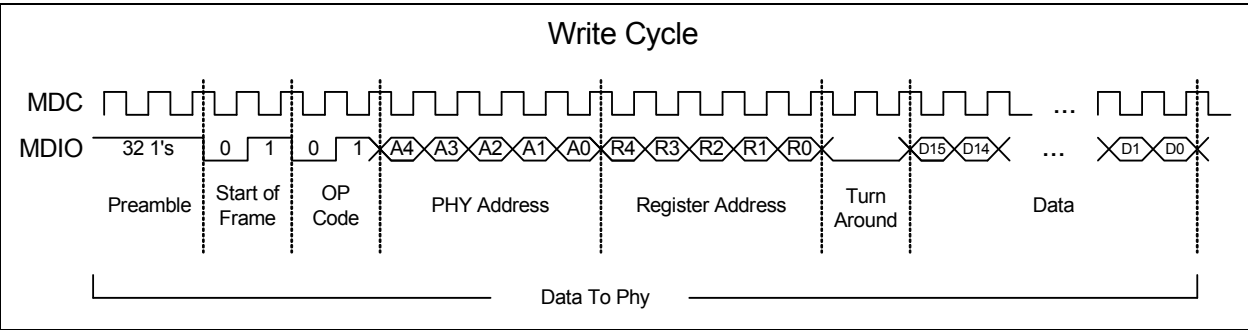 Write Cycle
MDC
...
MDIO 32 1's 0 1 0 1 A4 A3 A2 A1 A0 R4 R3 R2 R1 R0 D15 D14 ... D1 D0
Preamble Start of Frame OP Code PHY Address Register Address Turn Around Data
Data To Phy